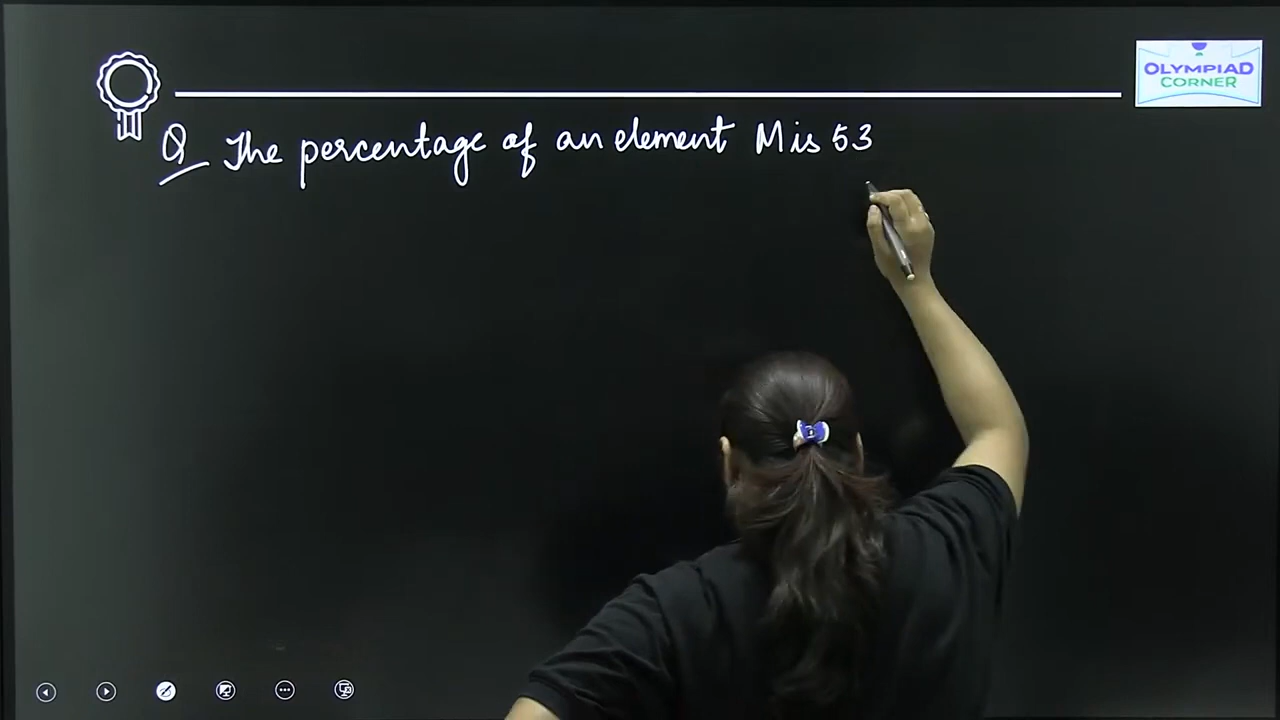 OLYMPIAD
CORNER
Q The percentage of an element M is 53